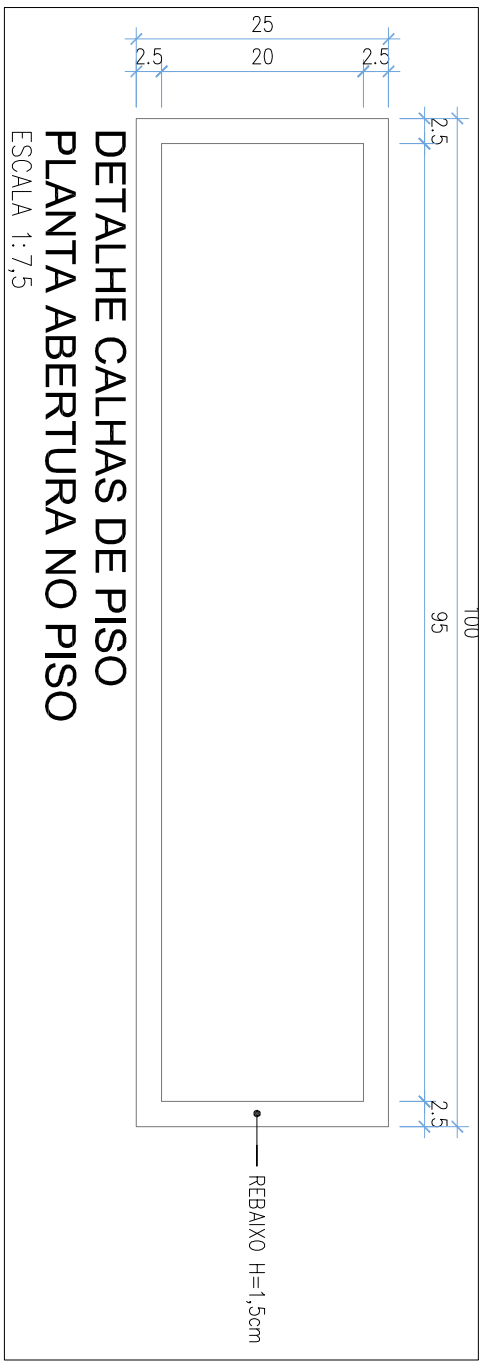 100
2.5
95
2.5
25
2.5
20
2.5
REBAIXO H=1,5cm
DETALHE CALHAS DE PISO
PLANTA ABERTURA NO PISO
ESCALA 1:7,5